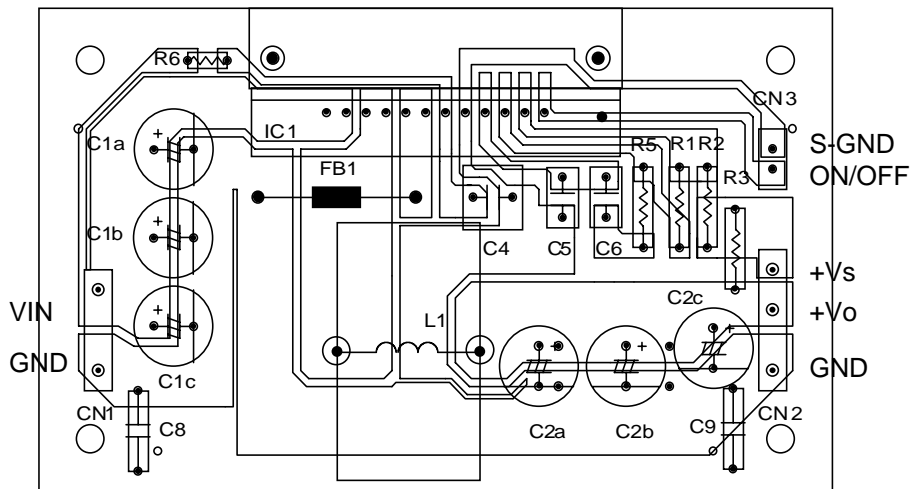 R6
CN3
C1a
IC1
R5
R1
R2
S-GND
FB1
R3
ON/OFF
C1b
C4
C5
C6
+Vs
C2c
VIN
L1
+Vo
GND
C1c
GND
CN1
C8
C2a
C2b
C9
CN2
+
+
+
+
+
+